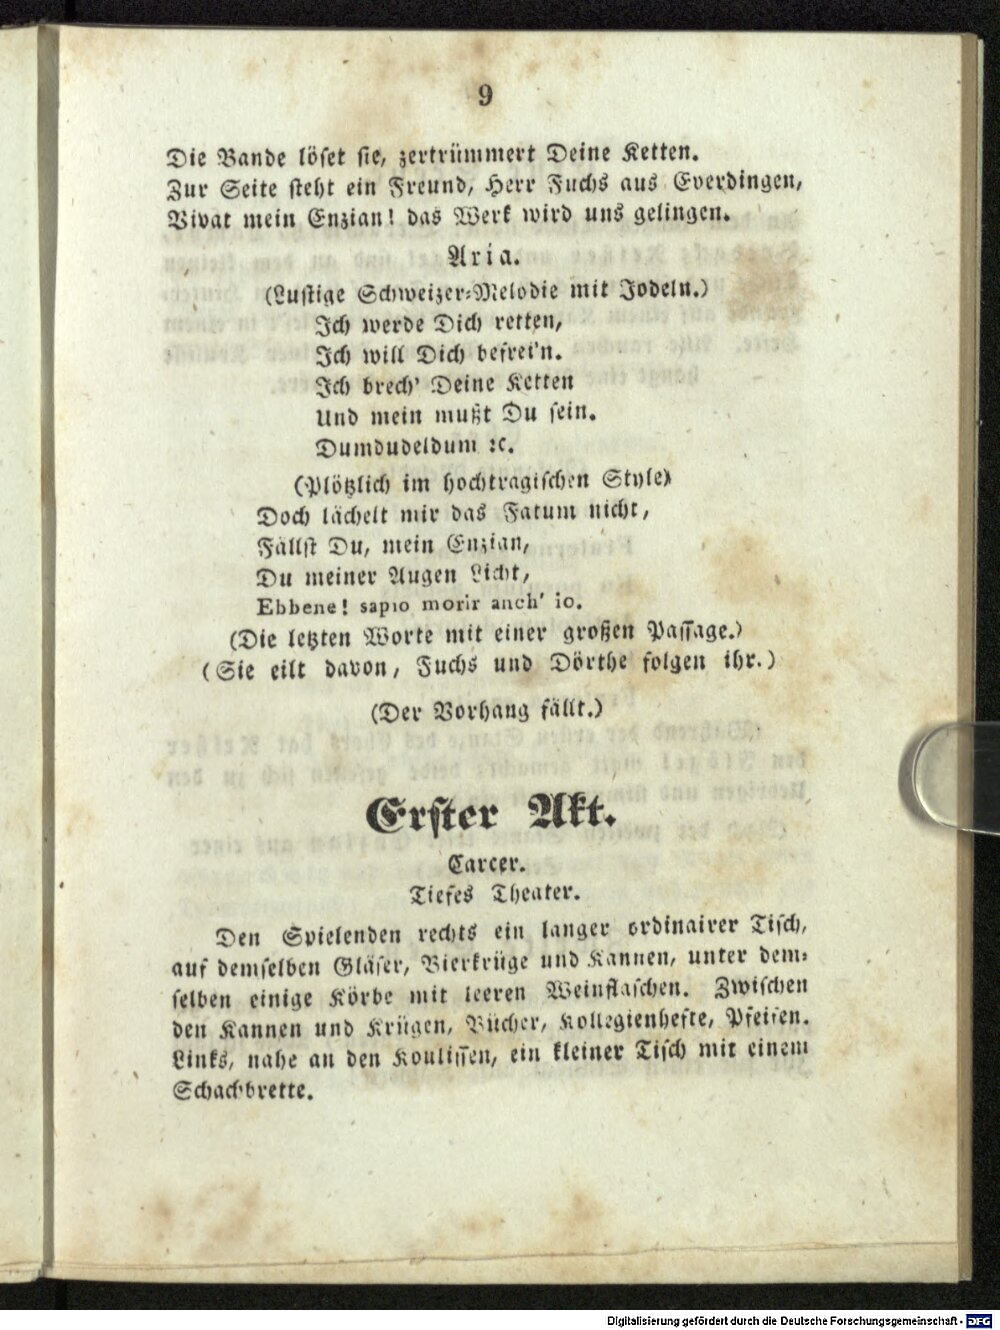 9
Die Bande löset sie, zertrümmert Deine Ketten.
Zur Seite steht ein Freund, Herr Fuchs aus Everdingen,
Vivat mein Enzian! das Werk wird uns gelingen.
Aria.
(Lustige Schweizer-Melodie mit Jodeln.)
Ich werde Dich retten,
Ich will Dich befrei'n.
Ich brech' Deine Ketten
Und mein mußt Du sein.
Dumdudeldum ꝛc.
(Plötzlich im hochtragischen Style)
Doch lächelt mir das Fatum nicht,
Fällst Du, mein Enzian,
Du meiner Augen Licht,
Ebbene! sapio morir anch' io.
(Die letzten Worte mit einer großen Passage.)
(Sie eilt davon, Fuchs und Dörthe folgen ihr.)
(Der Vorhang fällt.)
Erster Akt.
Carcer.
Tiefes Theater.
Den Spielenden rechts ein langer ordinairer Tisch,
auf demselben Gläser, Bierkrüge und Kannen, unter dem-
selben einige Körbe mit leeren Weinflaschen. Zwischen
den Kannen und Krügen, Bücher, Kollegienhefte, Pfeifen.
Links, nahe an den Koulissen, ein kleiner Tisch mit einem
Schachbrette.
Digitalisierung gefördert durch die Deutsche Forschungsgemeinschaft - DFG